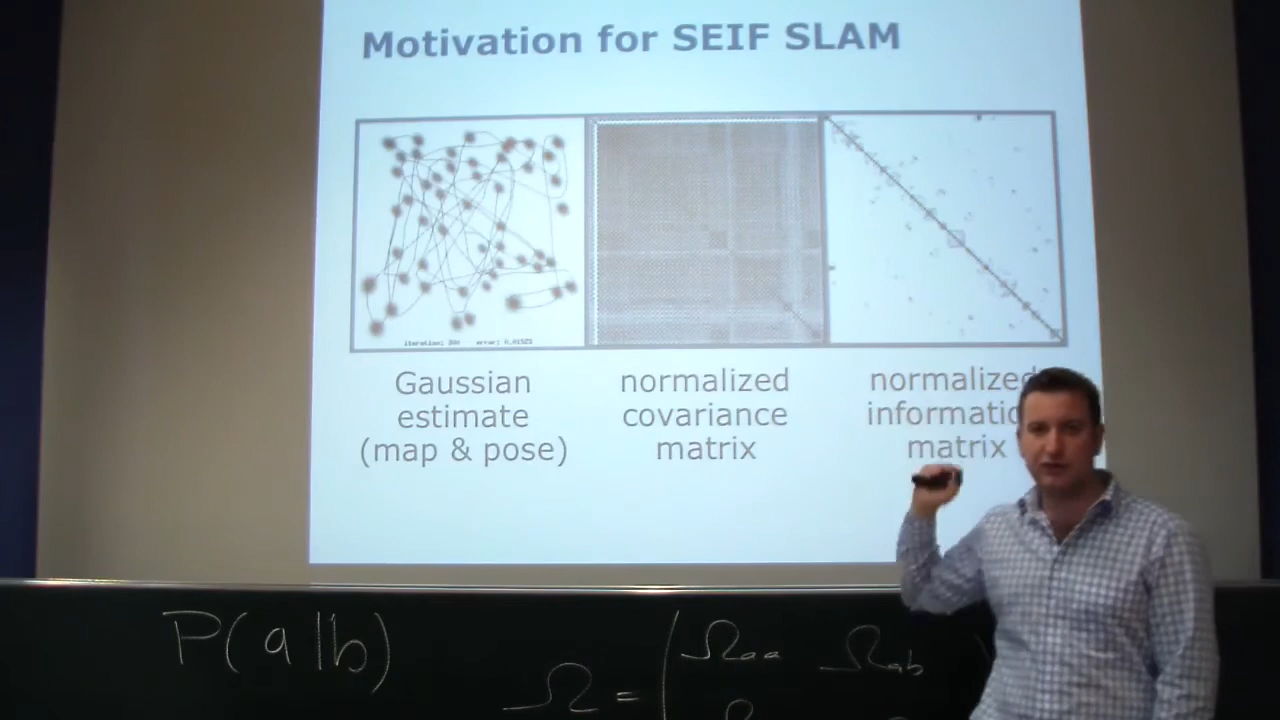 Motivation for SEIF SLAM
Gaussian
estimate
(map & pose)
normalized
covariance
matrix
normalized
informatio
matrix
P(a|b)
Ω = ( Ωaa Ωab